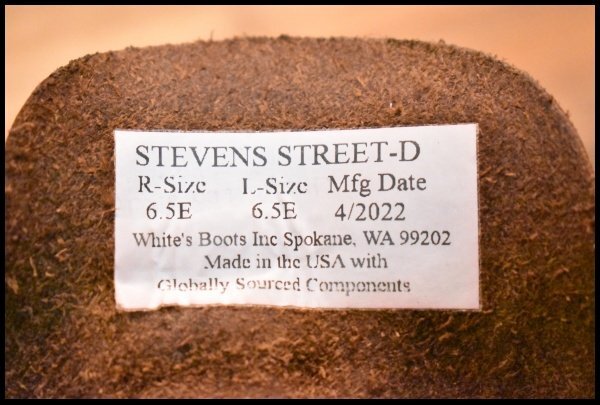 STEVENS STREET-D
R-Size L-Size Mfg Date
6.5E 6.5E 4/2022
White's Boots Inc Spokane, WA 99202
Made in the USA with
Globally Sourced Components